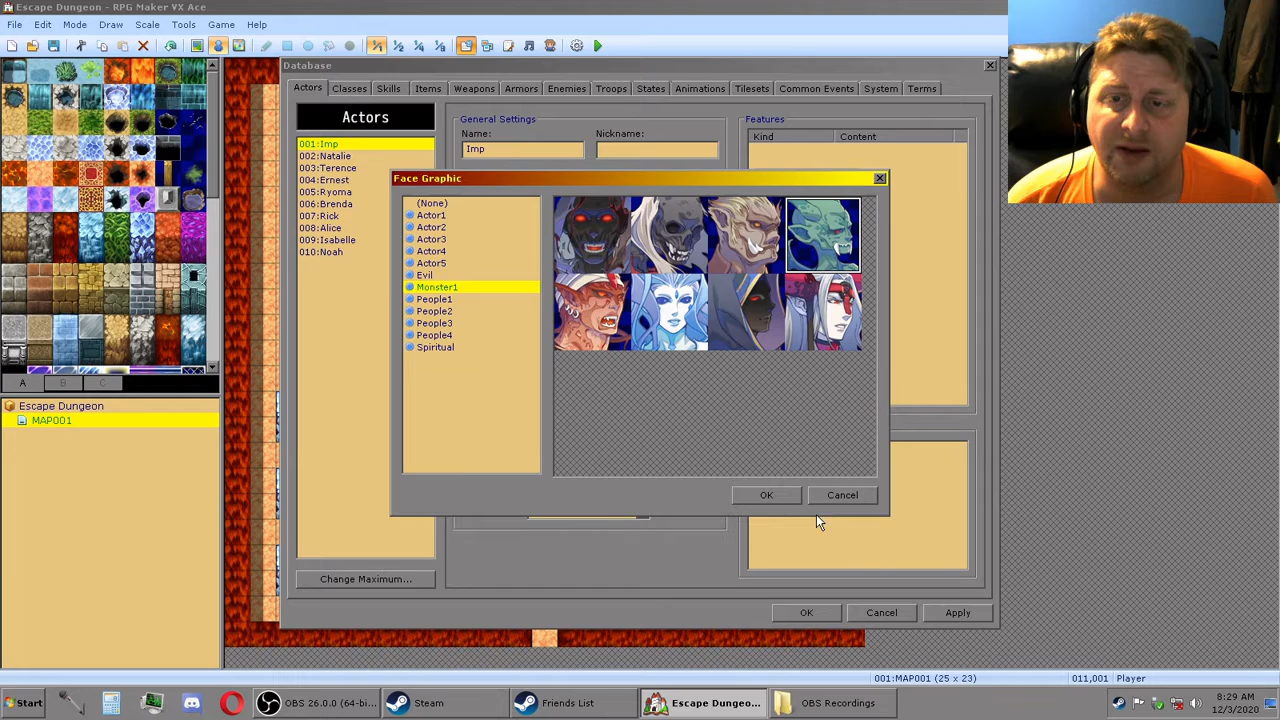 Escape Dungeon - RPG Maker VX Ace
File Edit Mode Draw Scale Tools Game Help
Database
Actors Classes Skills Items Weapons Armors Enemies Troops States Animations Tilesets Common Events System Terms
Actors
001:Imp
002:Natalie
003:Terence
004:Ernest
005:Ryoma
006:Brenda
007:Rick
008:Alice
009:Isabelle
010:Noah
Change Maximum...
General Settings
Name: Nickname:
Imp
Features
Kind Content
Face Graphic
(None)
Actor1
Actor2
Actor3
Actor4
Actor5
Evil
Monster1
People1
People2
People3
People4
Spiritual
OK Cancel
OK Cancel Apply
A B C
Escape Dungeon
MAP001
001:MAP001 (25 x 23) 011,001 Player
Start OBS 26.0.0 (64-bi... Steam Friends List Escape Dungeo... OBS Recordings 8:29 AM
12/3/2020